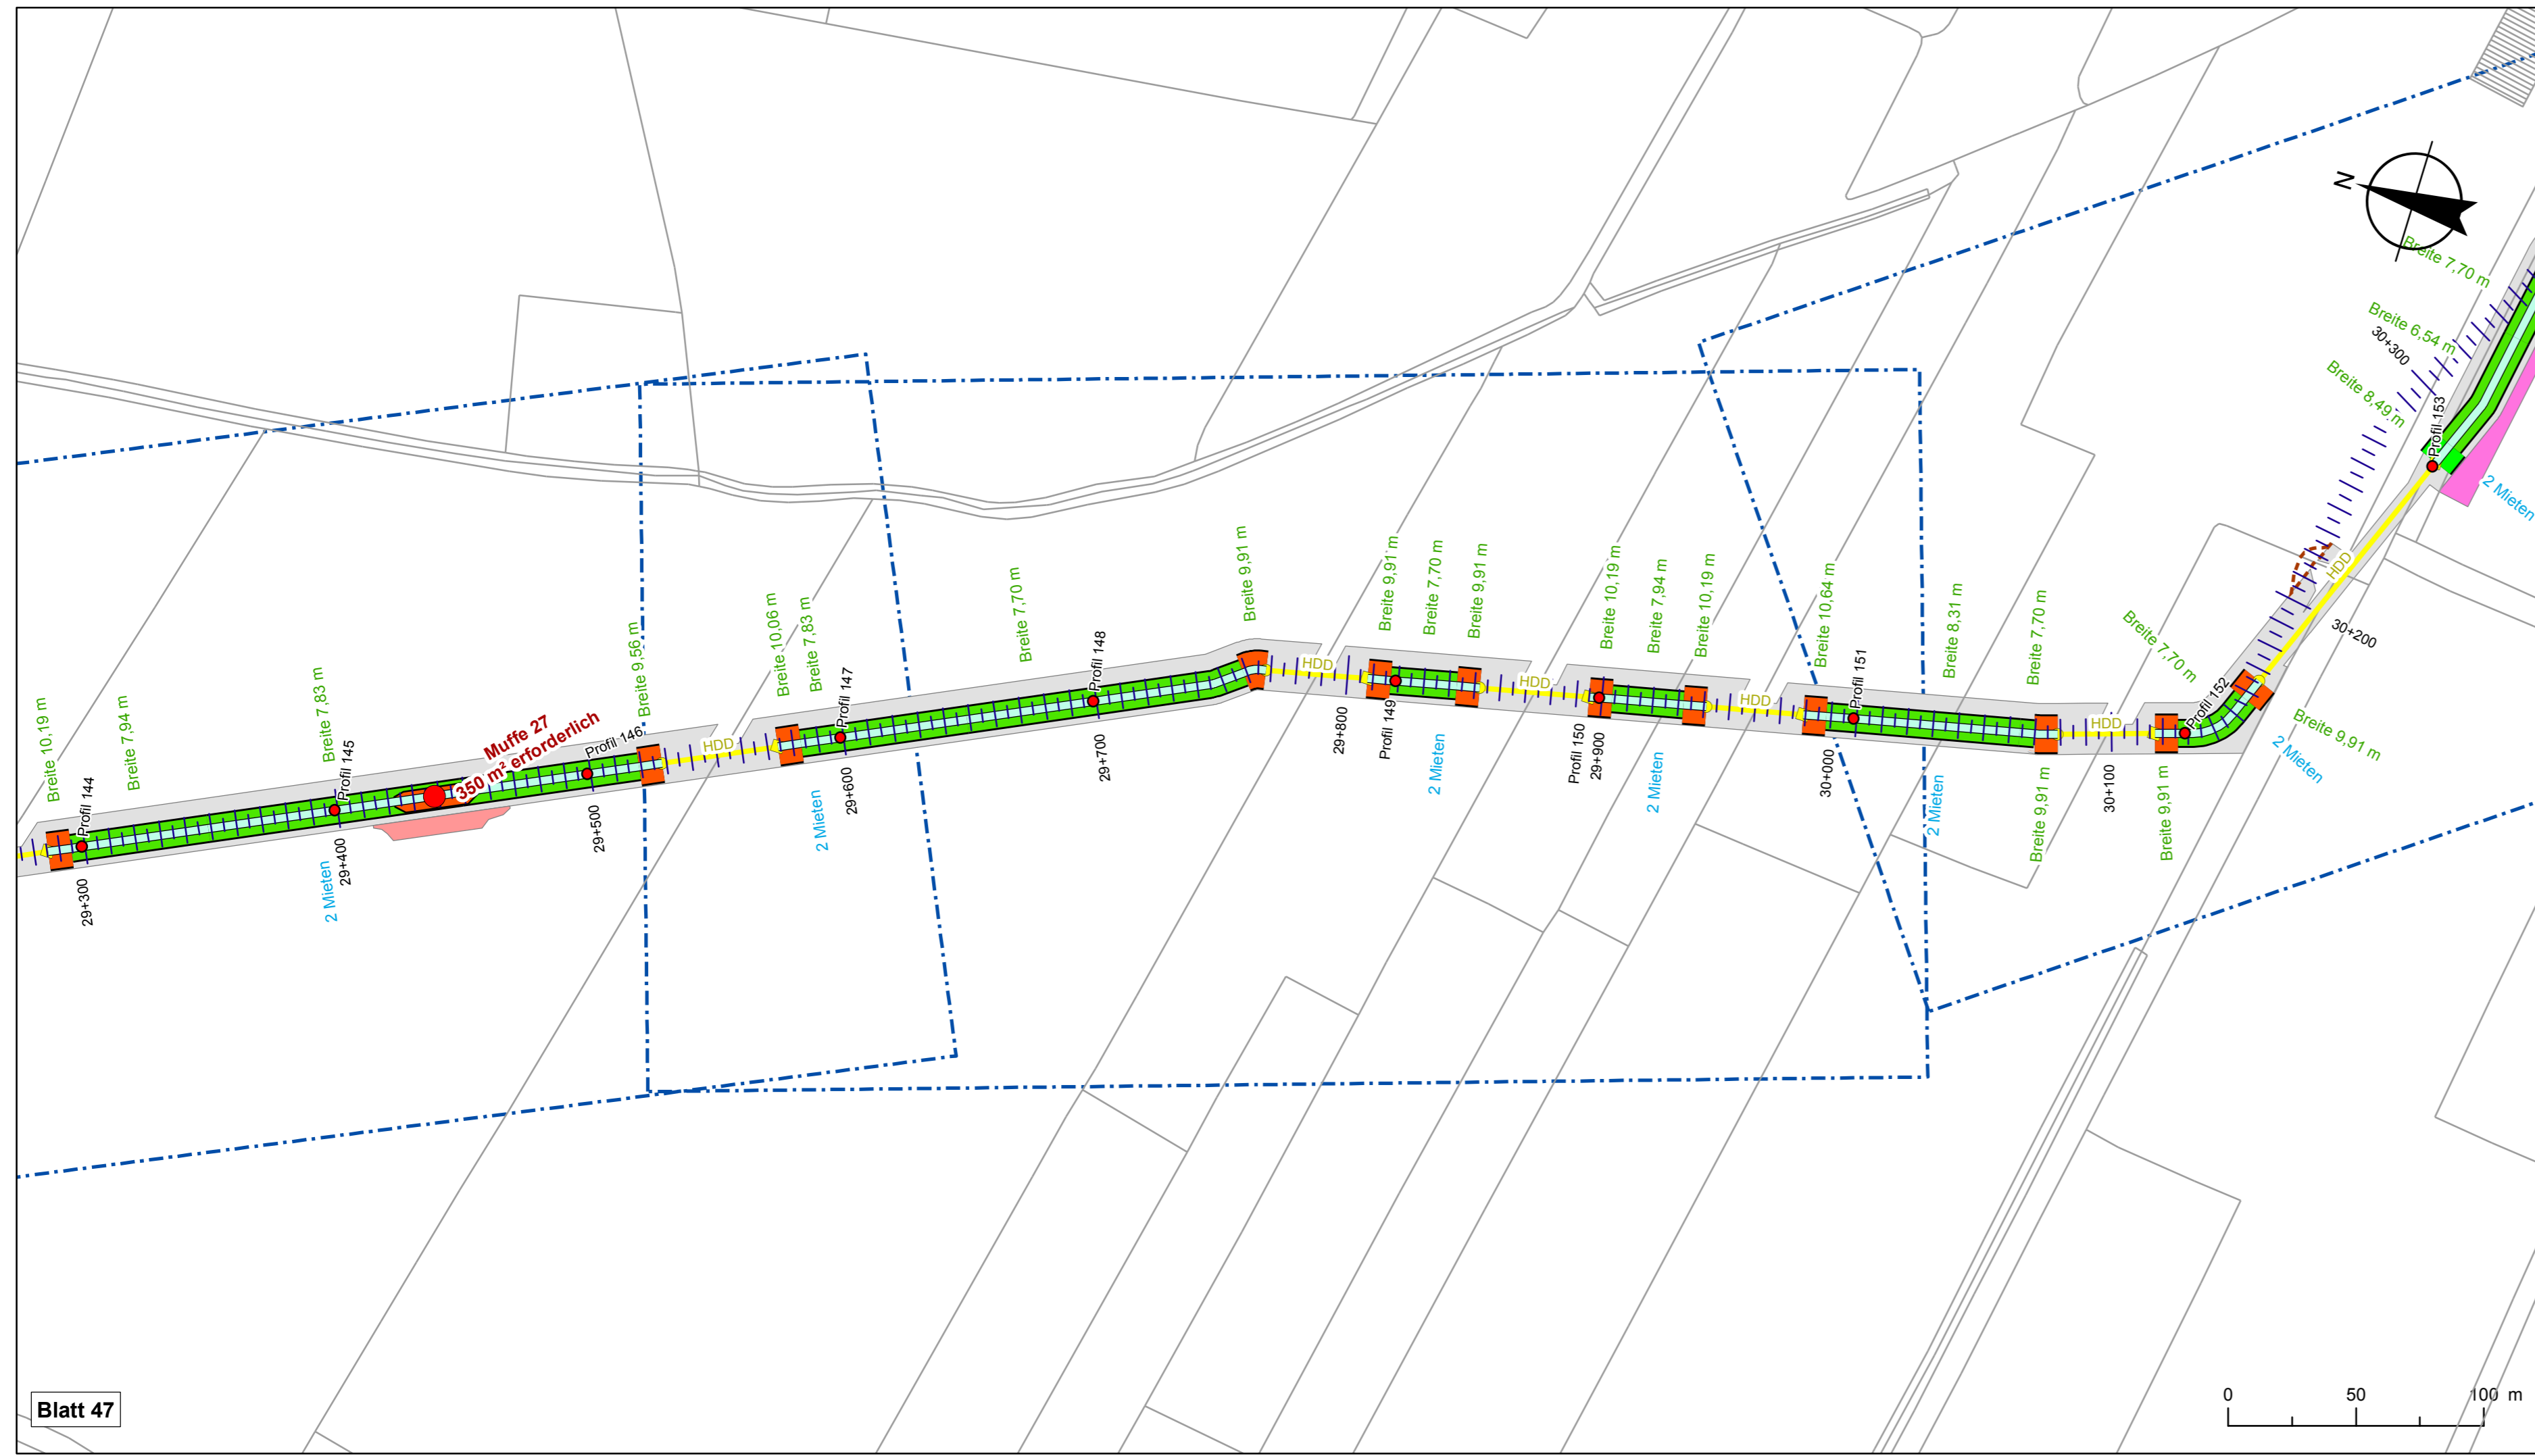 N
Breite 7,70 m
Breite 6,54 m
30+300
Breite 8,49 m
Profil 153
2 Mieten
HDD
30+200
Breite 7,70 m
Profil 152
Breite 9,91 m
2 Mieten
Breite 10,19 m
Breite 7,94 m
Profil 144
29+300
Breite 7,83 m
Profil 145
29+400
2 Mieten
Muffe 27
350 m² erforderlich
Profil 146
29+500
Breite 9,56 m
HDD
Breite 10,06 m
Breite 7,83 m
Profil 147
29+600
2 Mieten
Breite 7,70 m
Profil 148
29+700
Breite 9,91 m
HDD
29+800
Breite 9,91 m
Profil 149
Breite 7,70 m
2 Mieten
Breite 9,91 m
HDD
Profil 150
29+900
Breite 10,19 m
Breite 7,94 m
2 Mieten
Breite 10,19 m
HDD
Breite 10,64 m
30+000
Profil 151
Breite 8,31 m
2 Mieten
Breite 7,70 m
Breite 9,91 m
HDD
30+100
Breite 9,91 m
Blatt 47
0 50 100 m